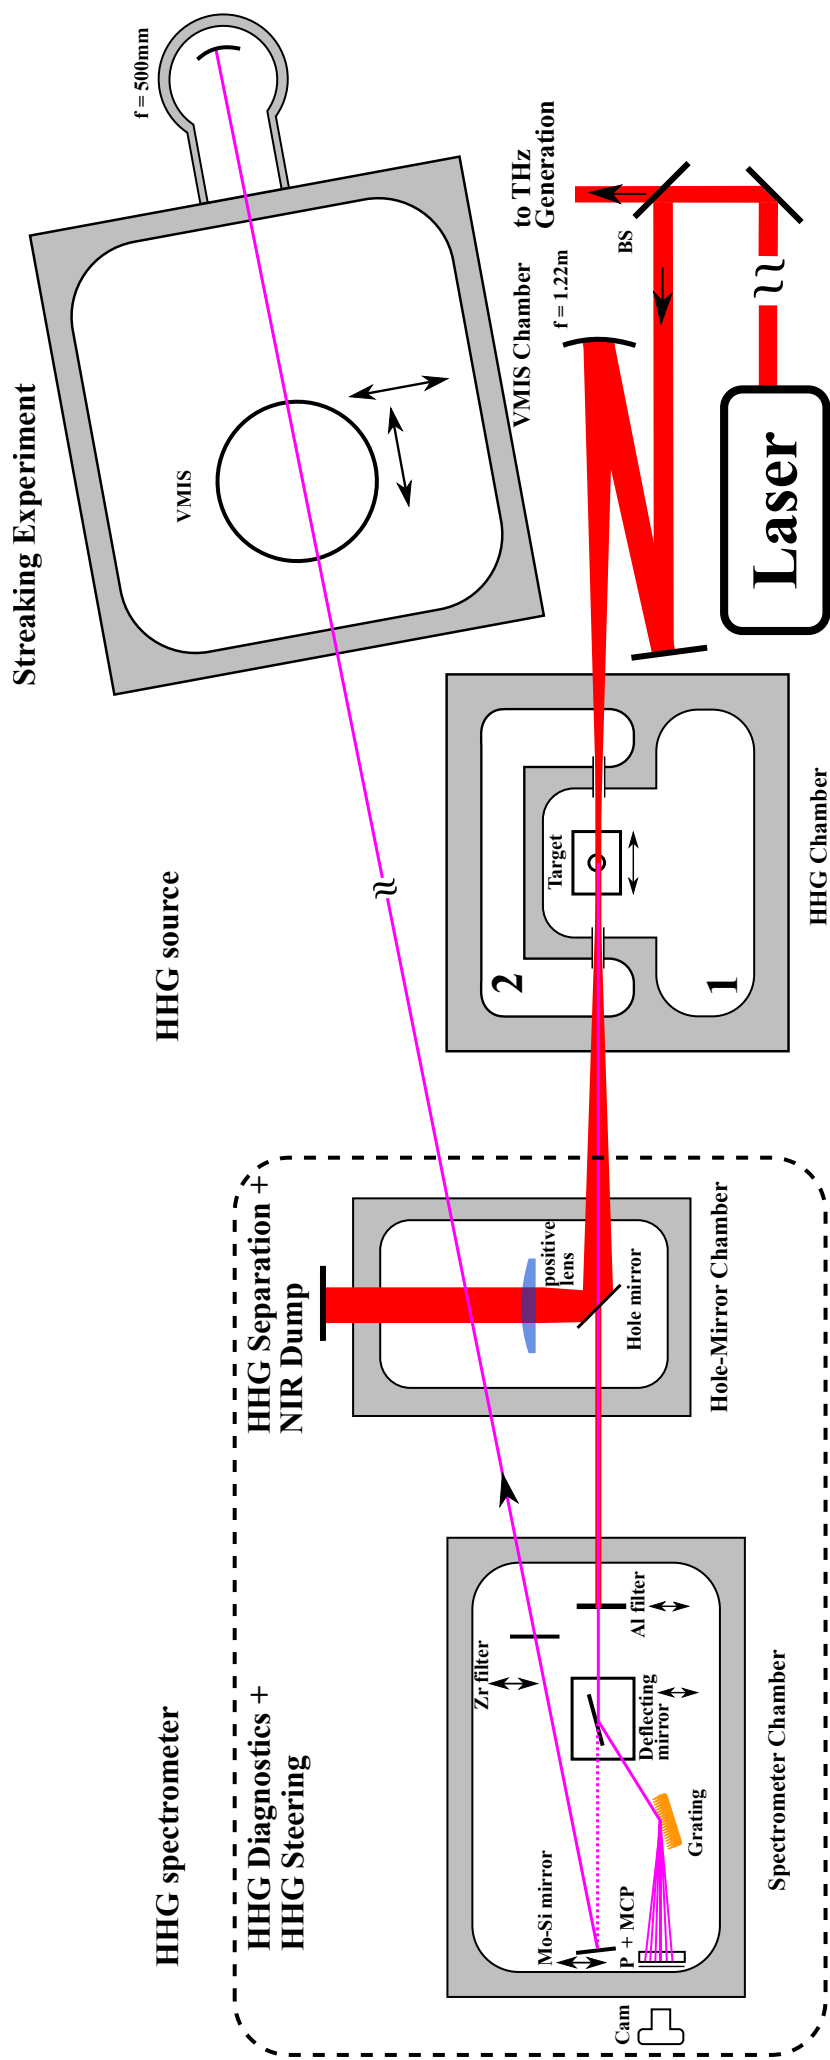 HHG spectrometer
HHG source
Streaking Experiment
HHG Diagnostics +
HHG Steering
HHG Separation +
NIR Dump
f = 500mm
VMIS
VMIS Chamber
f = 1.22m
to THz
Generation
BS
Laser
Target
2
1
HHG Chamber
positive
lens
Hole mirror
Hole-Mirror Chamber
Zr filter
Al filter
Deflecting
mirror
Mo-Si mirror
P + MCP
Grating
Cam
Spectrometer Chamber